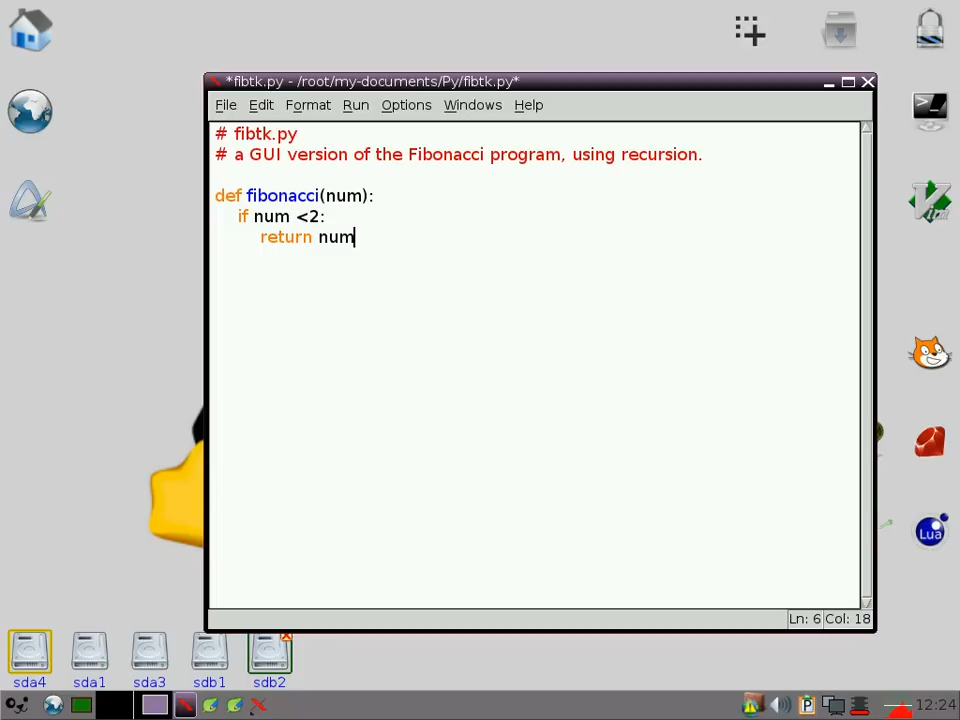 *fibtk.py - /root/my-documents/Py/fibtk.py*
File Edit Format Run Options Windows Help
# fibtk.py
# a GUI version of the Fibonacci program, using recursion.
def fibonacci(num):
if num <2:
return num
Ln: 6 Col: 18
>_
Vim
Lua
sda4 sda1 sda3 sdb1 sdb2
P
12:24